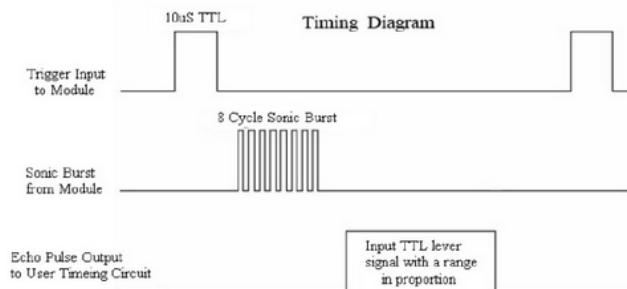 10uS TTL
Timing Diagram
Trigger Input
to Module
8 Cycle Sonic Burst
Sonic Burst
from Module
Echo Pulse Output
to User Timeing Circuit
Input TTL lever
signal with a range
in proportion